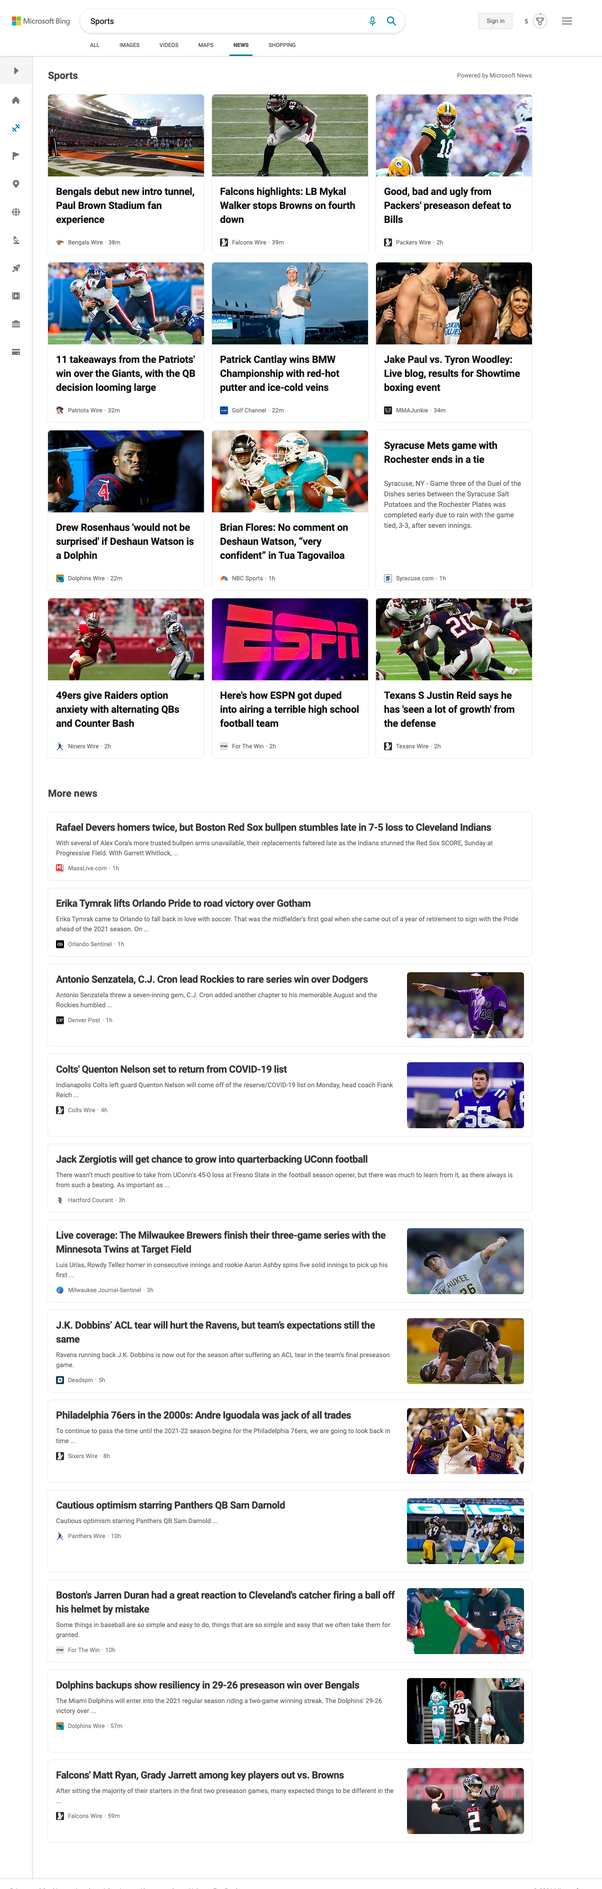 Microsoft Bing
Sports
Sign in
5
ALL
IMAGES
VIDEOS
MAPS
NEWS
SHOPPING
Sports
Powered by Microsoft News
Bengals debut new intro tunnel,
Paul Brown Stadium fan
experience
Bengals Wire · 38m
Falcons highlights: LB Mykal
Walker stops Browns on fourth
down
Falcons Wire · 39m
Good, bad and ugly from
Packers' preseason defeat to
Bills
Packers Wire · 2h
11 takeaways from the Patriots'
win over the Giants, with the QB
decision looming large
Patriots Wire · 32m
Patrick Cantlay wins BMW
Championship with red-hot
putter and ice-cold veins
Golf Channel · 22m
Jake Paul vs. Tyron Woodley:
Live blog, results for Showtime
boxing event
MMAJunkie · 34m
Drew Rosenhaus 'would not be
surprised' if Deshaun Watson is
a Dolphin
Dolphins Wire · 22m
Brian Flores: No comment on
Deshaun Watson, "very
confident" in Tua Tagovailoa
NBC Sports · 1h
Syracuse Mets game with
Rochester ends in a tie
Syracuse, NY - Game three of the Duel of the
Dishes series between the Syracuse Salt
Potatoes and the Rochester Plates was
completed early due to rain with the game
tied, 3-3, after seven innings.
Syracuse.com · 1h
49ers give Raiders option
anxiety with alternating QBs
and Counter Bash
Niners Wire · 2h
ESPN
Here's how ESPN got duped
into airing a terrible high school
football team
For The Win · 2h
Texans S Justin Reid says he
has 'seen a lot of growth' from
the defense
Texans Wire · 2h
More news
Rafael Devers homers twice, but Boston Red Sox bullpen stumbles late in 7-5 loss to Cleveland Indians
With several of Alex Cora's more trusted bullpen arms unavailable, their replacements faltered late as the Indians stunned the Red Sox SCORE, Sunday at
Progressive Field. With Garrett Whitlock, ...
MassLive.com · 1h
Erika Tymrak lifts Orlando Pride to road victory over Gotham
Erika Tymrak came to Orlando to fall back in love with soccer. That was the midfielder's first goal when she came out of a year of retirement to sign with the Pride
ahead of the 2021 season. On ...
Orlando Sentinel · 1h
Antonio Senzatela, C.J. Cron lead Rockies to rare series win over Dodgers
Antonio Senzatela threw a seven-inning gem, C.J. Cron added another chapter to his memorable August and the
Rockies humbled ...
Denver Post · 1h
Colts' Quenton Nelson set to return from COVID-19 list
Indianapolis Colts left guard Quenton Nelson will come off of the reserve/COVID-19 list on Monday, head coach Frank
Reich ...
Colts Wire · 4h
Jack Zergiotis will get chance to grow into quarterbacking UConn football
There wasn't much positive to take from UConn's 45-0 loss at Fresno State in the football season opener, but there was much to learn from it, as there always is
from such a beating. As important as ...
Hartford Courant · 3h
Live coverage: The Milwaukee Brewers finish their three-game series with the
Minnesota Twins at Target Field
Luis Urías, Rowdy Tellez homer in consecutive innings and rookie Aaron Ashby spins five solid innings to pick up his
first ...
Milwaukee Journal-Sentinel · 3h
J.K. Dobbins' ACL tear will hurt the Ravens, but team's expectations still the
same
Ravens running back J.K. Dobbins is now out for the season after suffering an ACL tear in the team's final preseason
game.
Deadspin · 5h
Philadelphia 76ers in the 2000s: Andre Iguodala was jack of all trades
To continue to pass the time until the 2021-22 season begins for the Philadelphia 76ers, we are going to look back in
time ...
Sixers Wire · 8h
Cautious optimism starring Panthers QB Sam Darnold
Cautious optimism starring Panthers QB Sam Darnold ...
Panthers Wire · 10h
Boston's Jarren Duran had a great reaction to Cleveland's catcher firing a ball off
his helmet by mistake
Some things in baseball are so simple and easy to do, things that are so simple and easy that we often take them for
granted.
For The Win · 10h
Dolphins backups show resiliency in 29-26 preseason win over Bengals
The Miami Dolphins will enter into the 2021 regular season riding a two-game winning streak. The Dolphins' 29-26
victory over ...
Dolphins Wire · 57m
Falcons' Matt Ryan, Grady Jarrett among key players out vs. Browns
After sitting the majority of their starters in the first two preseason games, many expected things to be different in the
...
Falcons Wire · 59m